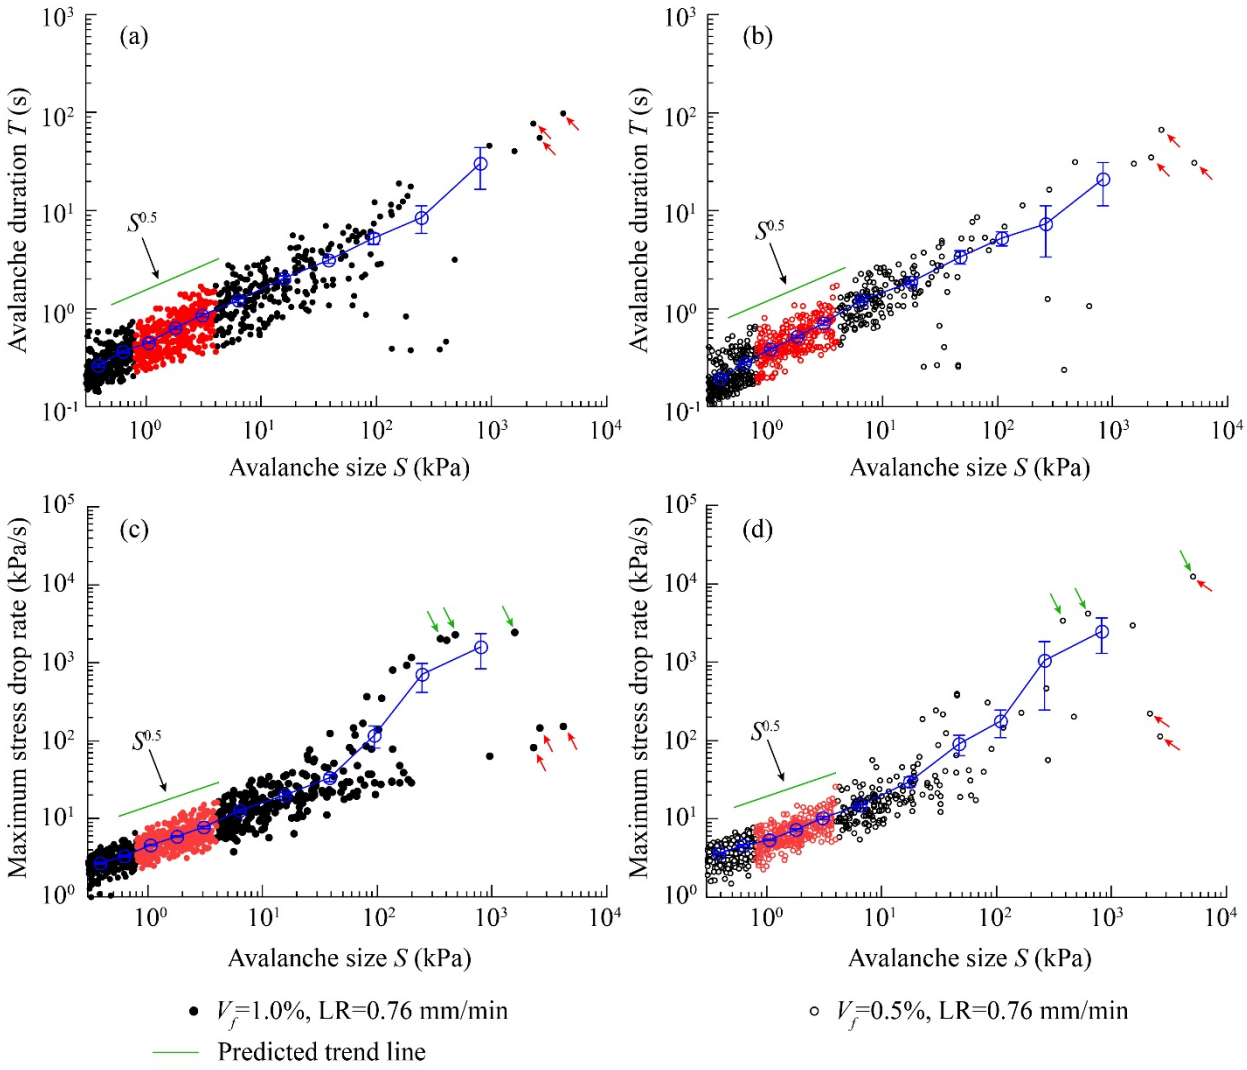 (a)
Avalanche duration T (s)
10³
10²
10¹
10⁰
10⁻¹
S⁰·⁵
10⁰ 10¹ 10² 10³ 10⁴
Avalanche size S (kPa)
(b)
Avalanche duration T (s)
10³
10²
10¹
10⁰
10⁻¹
S⁰·⁵
10⁰ 10¹ 10² 10³ 10⁴
Avalanche size S (kPa)
(c)
Maximum stress drop rate (kPa/s)
10⁵
10⁴
10³
10²
10¹
10⁰
S⁰·⁵
10⁰ 10¹ 10² 10³ 10⁴
Avalanche size S (kPa)
(d)
Maximum stress drop rate (kPa/s)
10⁵
10⁴
10³
10²
10¹
10⁰
S⁰·⁵
10⁰ 10¹ 10² 10³ 10⁴
Avalanche size S (kPa)
V_f=1.0%, LR=0.76 mm/min
V_f=0.5%, LR=0.76 mm/min
Predicted trend line